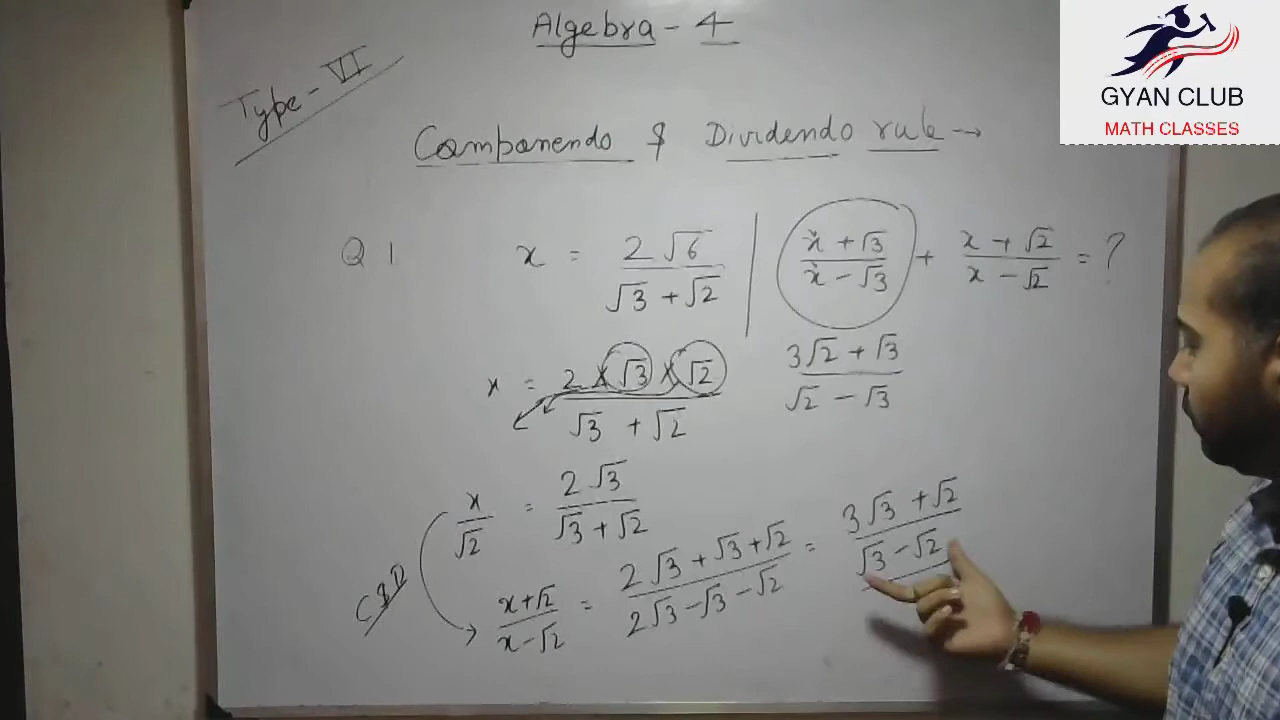 Algebra - 4
GYAN CLUB
MATH CLASSES
Type - VI
Componendo & Dividendo rule →
Q 1 x = 2√6 / (√3 + √2) | (x + √3) / (x - √3) + (x + √2) / (x - √2) = ?
x = 2 × √3 × √2 / (√3 + √2)
(3√2 + √3) / (√2 - √3)
x / √2 = 2√3 / (√3 + √2)
C & D
(x + √2) / (x - √2) = (2√3 + √3 + √2) / (2√3 - √3 - √2) = (3√3 + √2) / (√3 - √2)